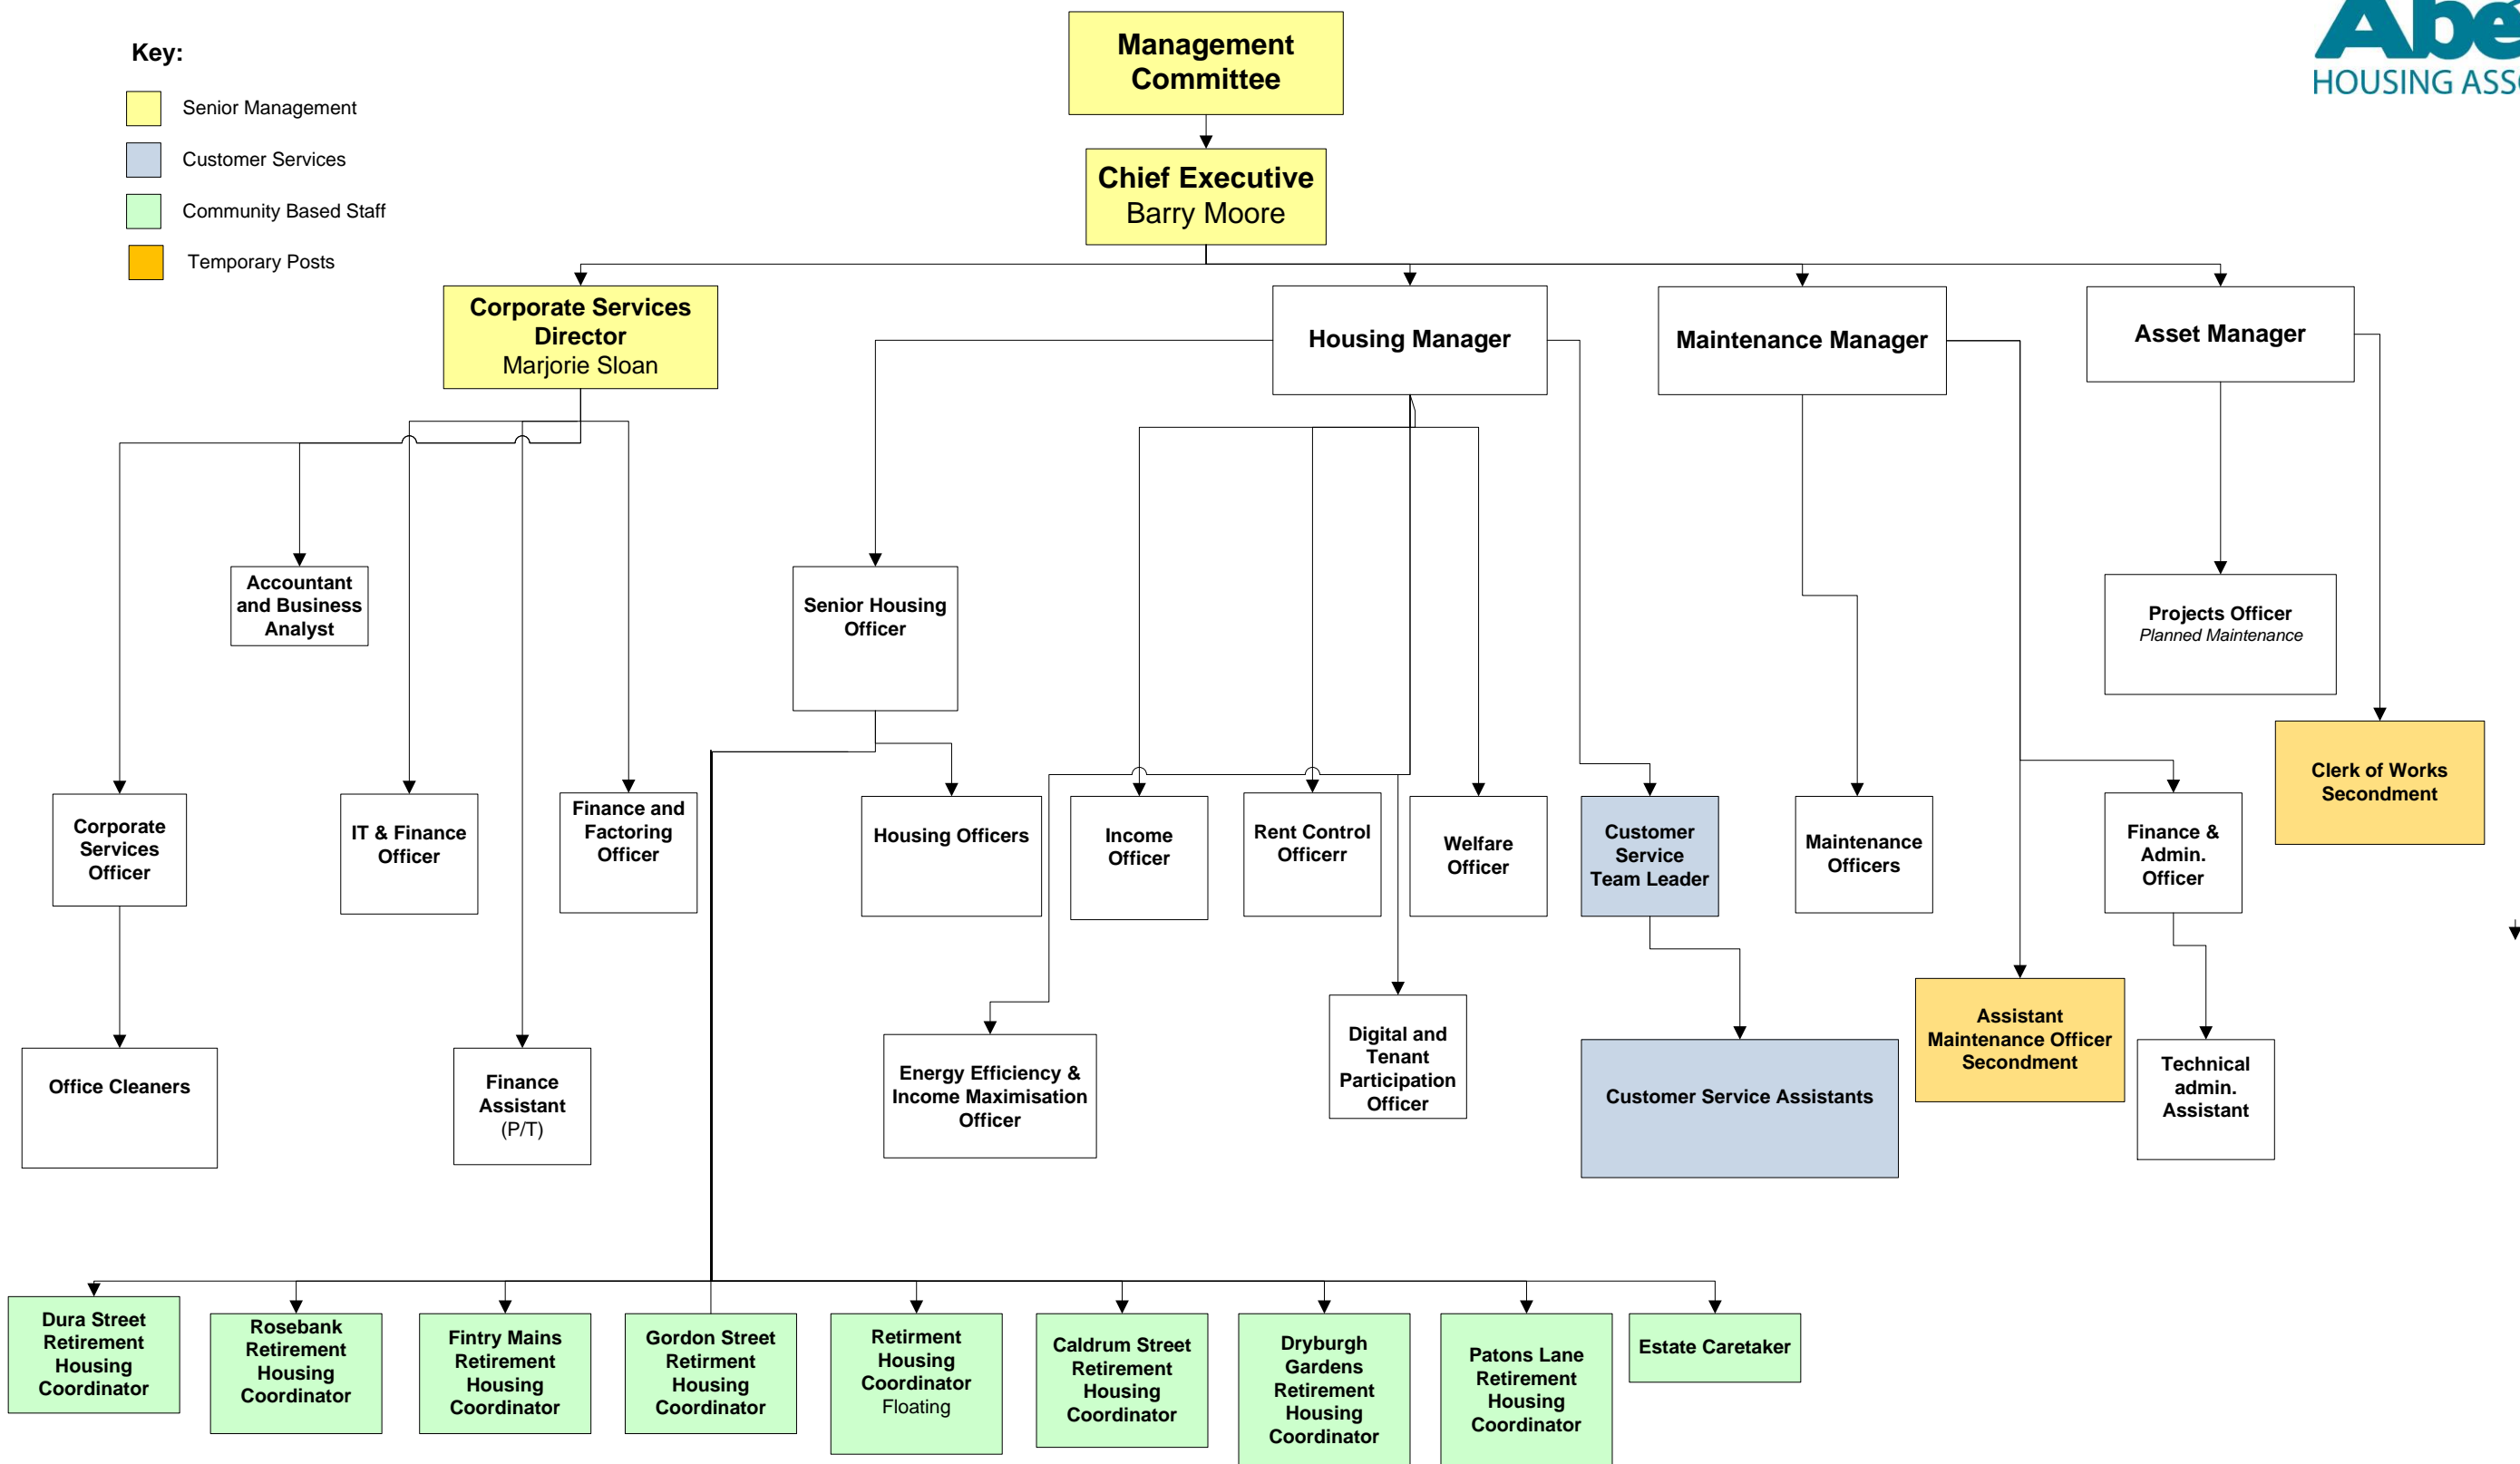 Key:
Senior Management
Customer Services
Community Based Staff
Temporary Posts
Abe
HOUSING ASSO
Management
Committee
Chief Executive
Barry Moore
Corporate Services
Director
Marjorie Sloan
Housing Manager
Maintenance Manager
Asset Manager
Accountant
and Business
Analyst
Senior Housing
Officer
Projects Officer
Planned Maintenance
Clerk of Works
Secondment
Corporate
Services
Officer
IT & Finance
Officer
Finance and
Factoring
Officer
Housing Officers
Income
Officer
Rent Control
Officerr
Welfare
Officer
Customer
Service
Team Leader
Maintenance
Officers
Finance &
Admin.
Officer
Office Cleaners
Finance
Assistant
(P/T)
Energy Efficiency &
Income Maximisation
Officer
Digital and
Tenant
Participation
Officer
Customer Service Assistants
Assistant
Maintenance Officer
Secondment
Technical
admin.
Assistant
Dura Street
Retirement
Housing
Coordinator
Rosebank
Retirement
Housing
Coordinator
Fintry Mains
Retirement
Housing
Coordinator
Gordon Street
Retirment
Housing
Coordinator
Retirment
Housing
Coordinator
Floating
Caldrum Street
Retirement
Housing
Coordinator
Dryburgh
Gardens
Retirement
Housing
Coordinator
Patons Lane
Retirement
Housing
Coordinator
Estate Caretaker